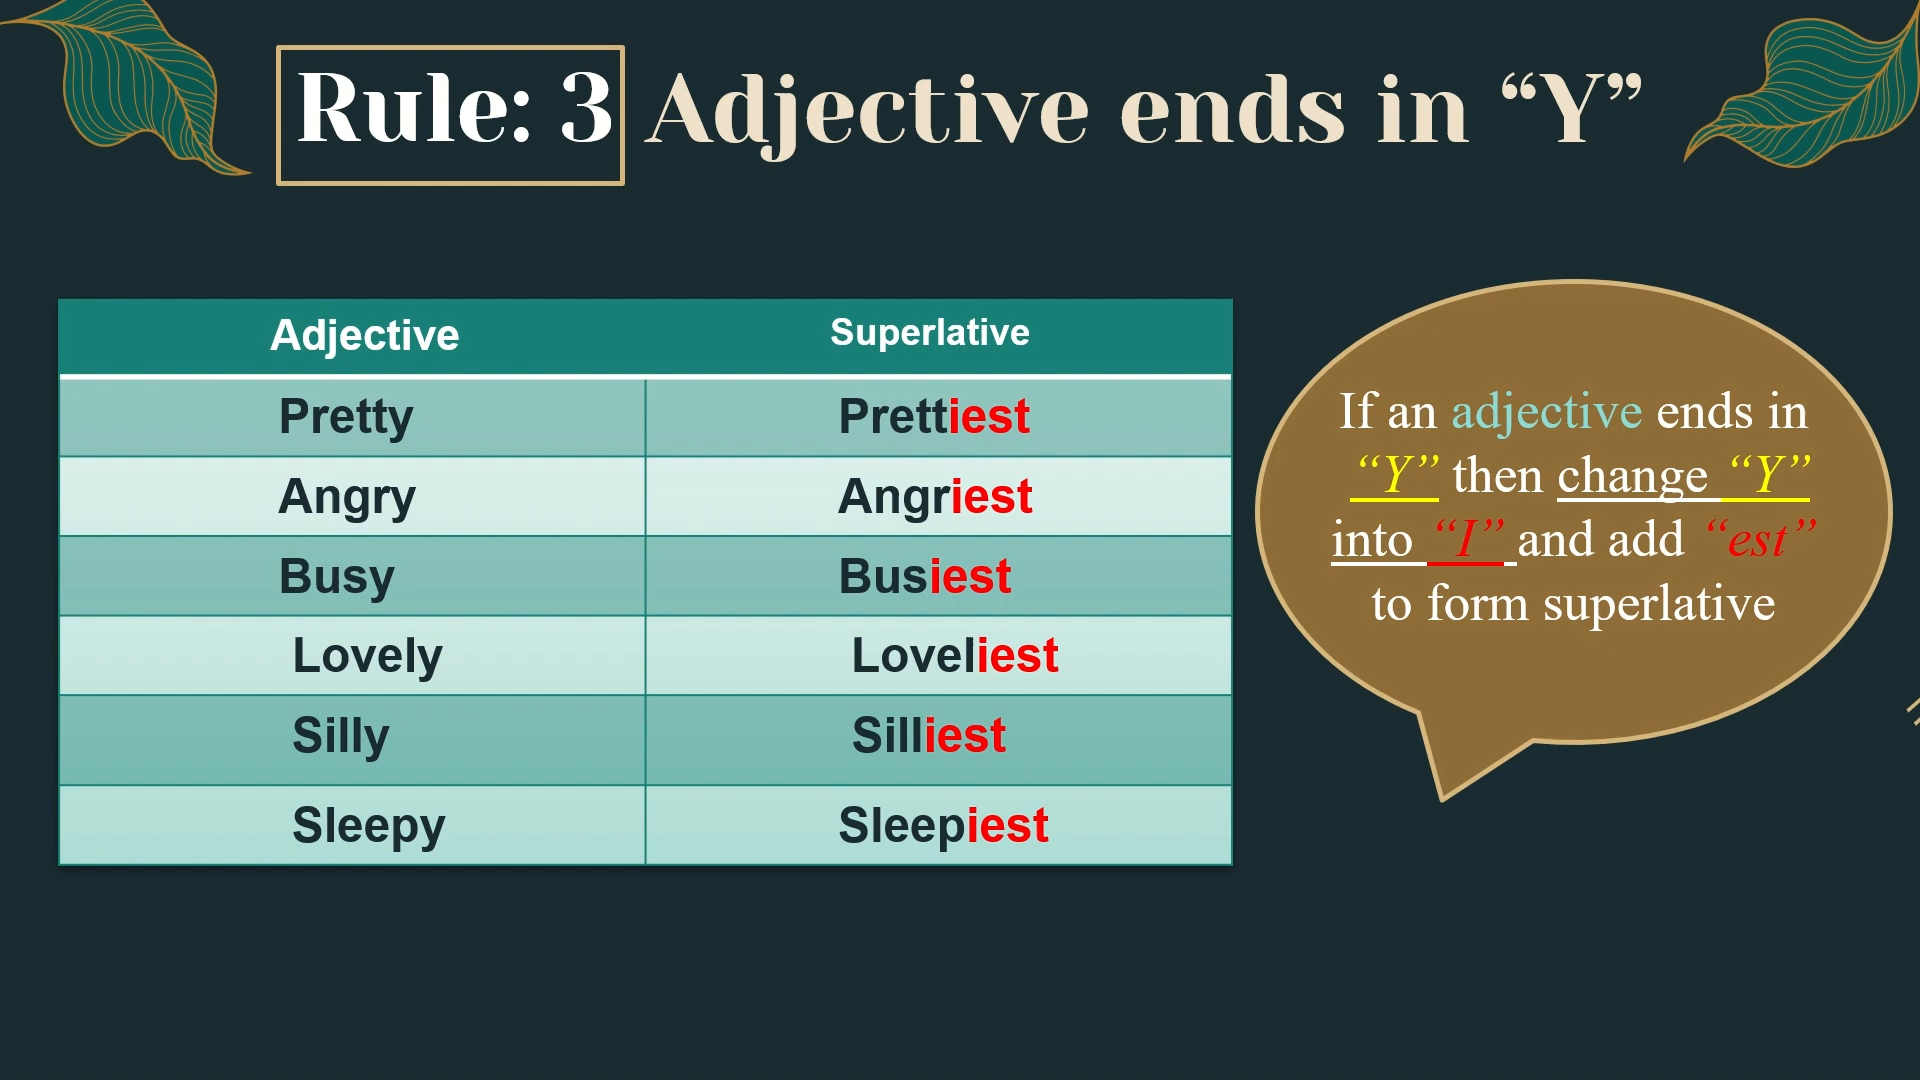 Rule: 3 Adjective ends in “Y”
Adjective Superlative
Pretty Prettiest
Angry Angriest
Busy Busiest
Lovely Loveliest
Silly Silliest
Sleepy Sleepiest
If an adjective ends in
“Y” then change “Y”
into “I” and add “est”
to form superlative